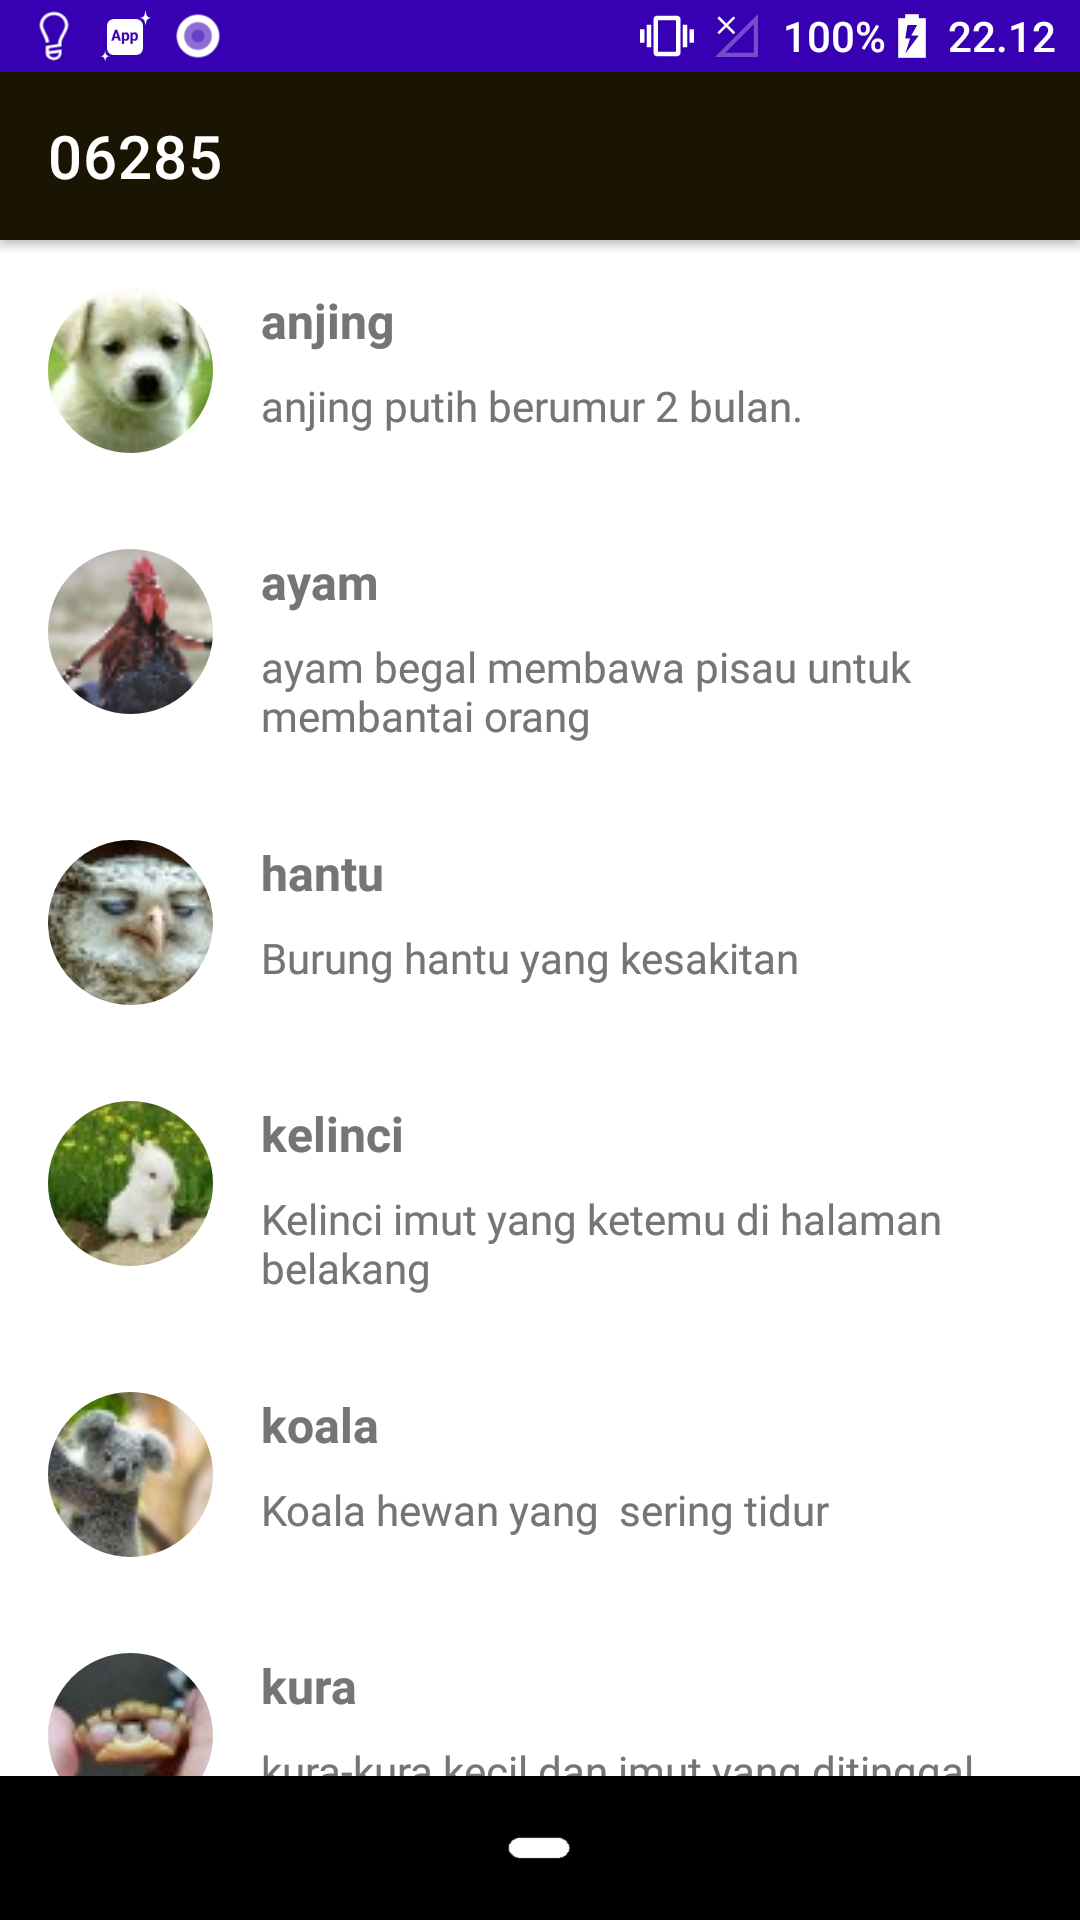 App
100%
22.12
06285
anjing
anjing putih berumur 2 bulan.
ayam
ayam begal membawa pisau untuk
membantai orang
hantu
Burung hantu yang kesakitan
kelinci
Kelinci imut yang ketemu di halaman
belakang
koala
Koala hewan yang  sering tidur
kura
kura-kura kecil dan imut yang ditinggal